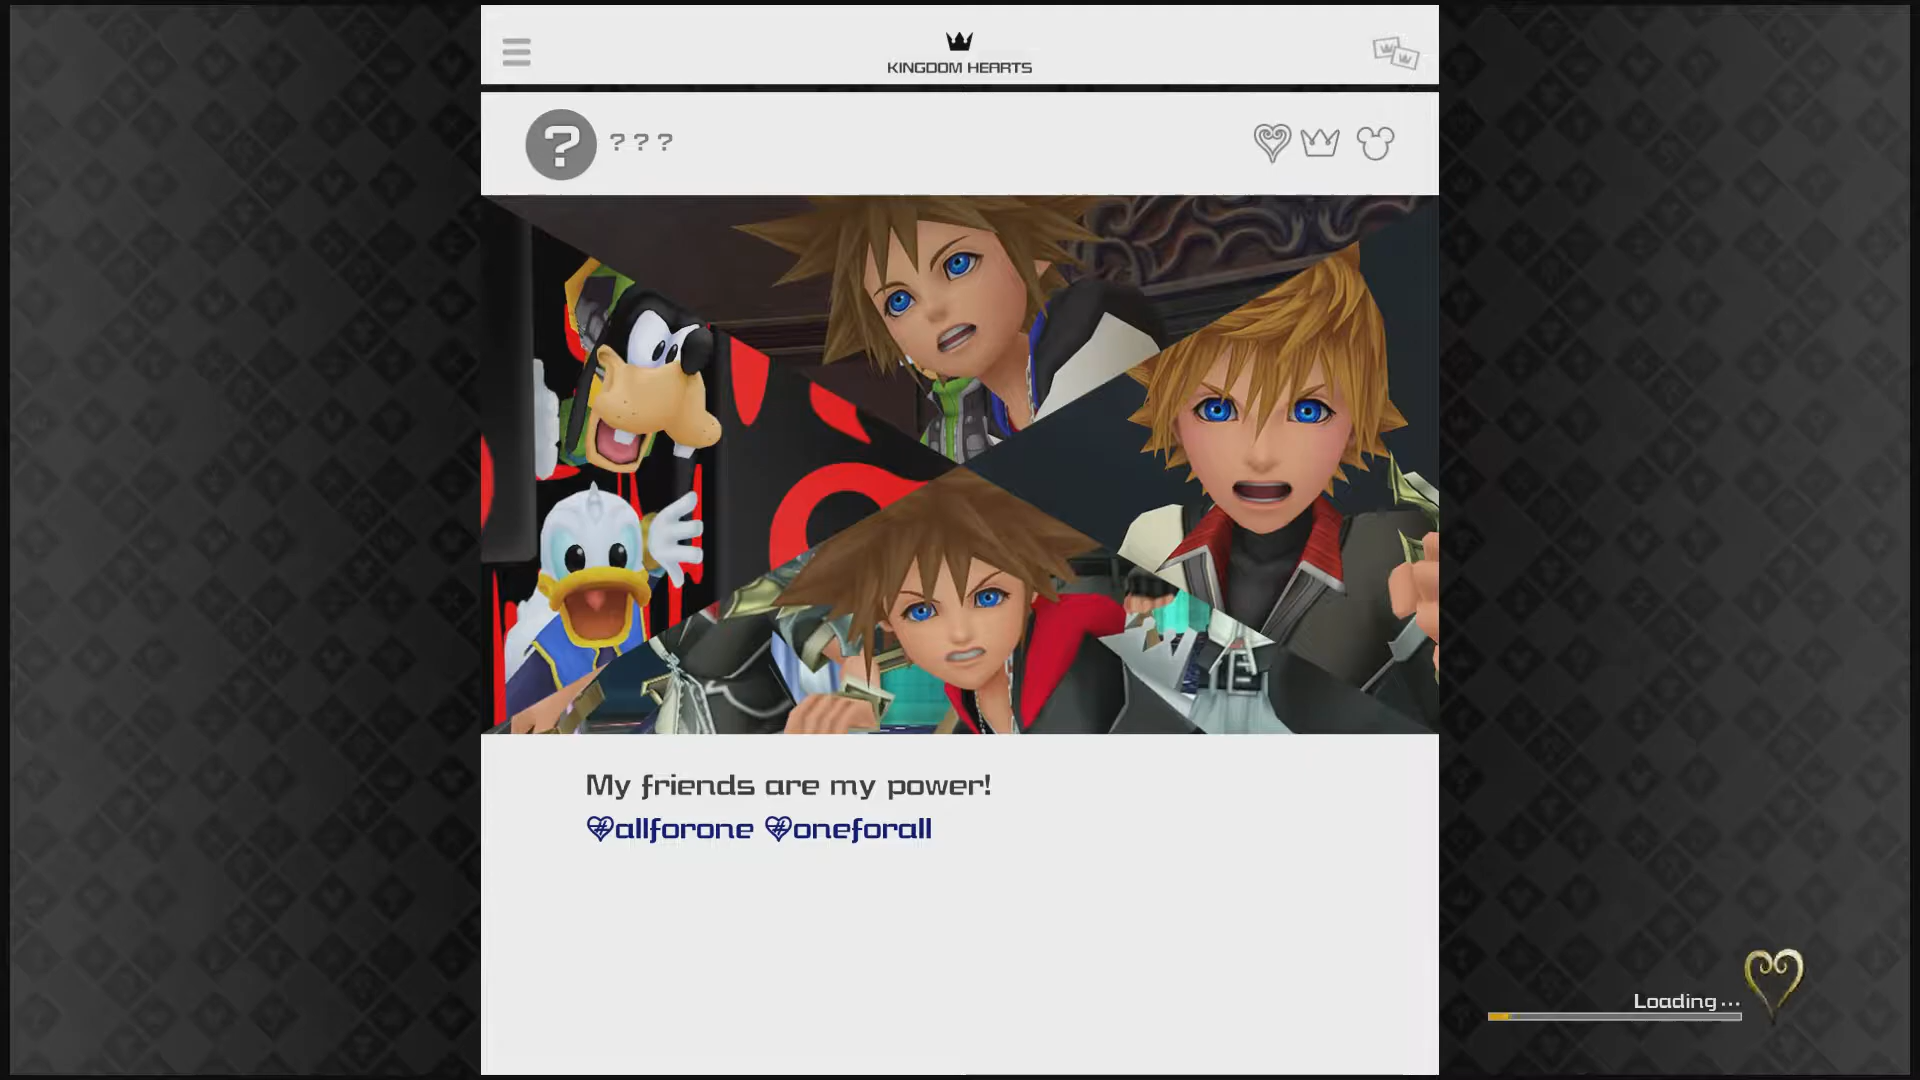 KINGDOM HEARTS
? ? ? ?
My friends are my power!
#allforone #oneforall
Loading...